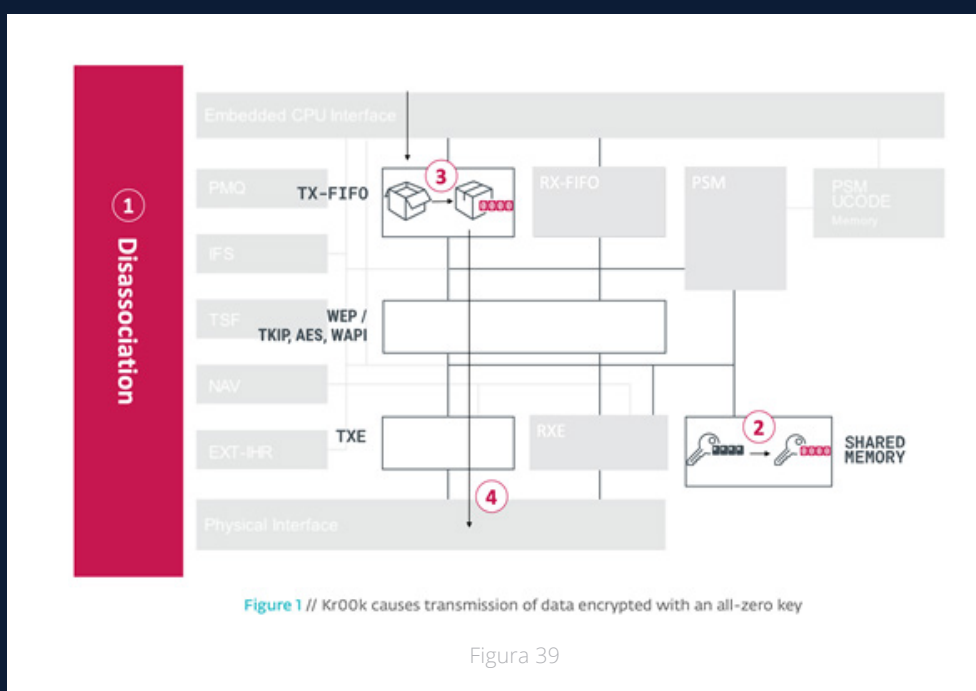 Embedded CPU Interface
1
Disassociation
PMQ
IFS
TSF
NAV
EXT-IHR
TX-FIFO
3
0000
RX-FIFO
PSM
PSM
UCODE
Memory
WEP /
TKIP, AES, WAPI
TXE
RXE
2
0000
SHARED
MEMORY
4
Physical Interface
Figure 1 // Kr00k causes transmission of data encrypted with an all-zero key
Figura 39